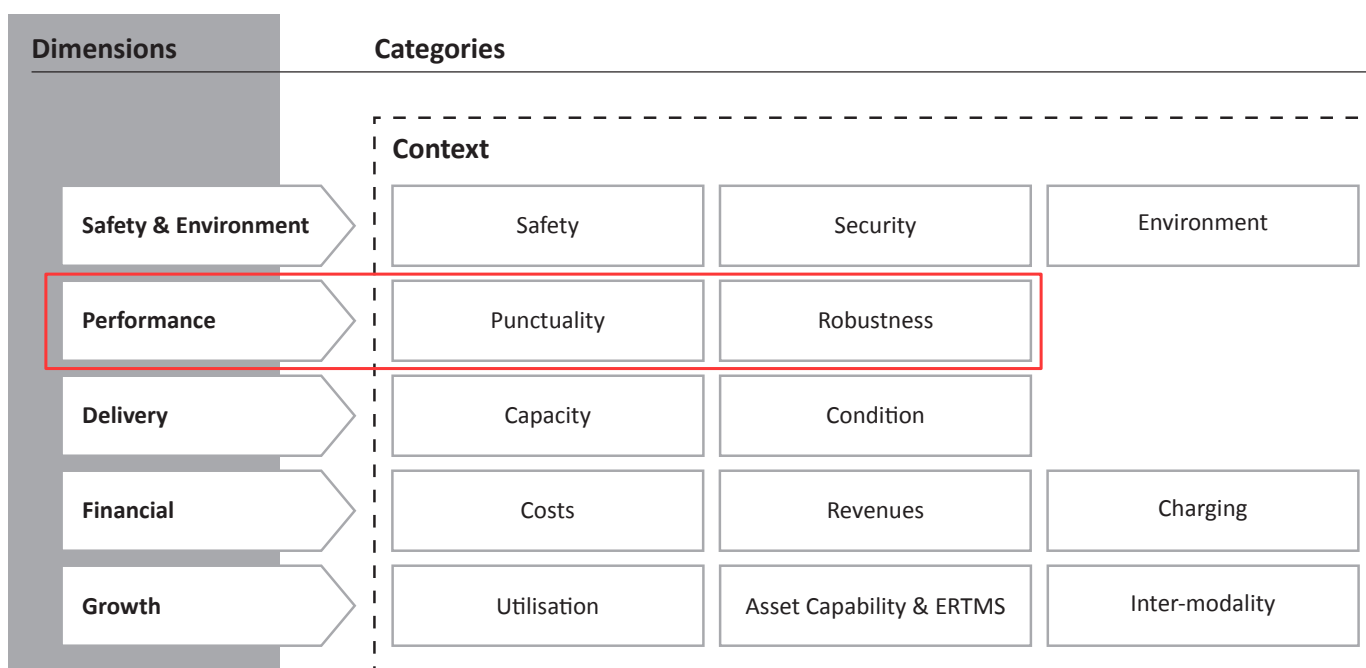 Dimensions Categories
Context
Safety & Environment Safety Security Environment
Performance Punctuality Robustness
Delivery Capacity Condition
Financial Costs Revenues Charging
Growth Utilisation Asset Capability & ERTMS Inter-modality